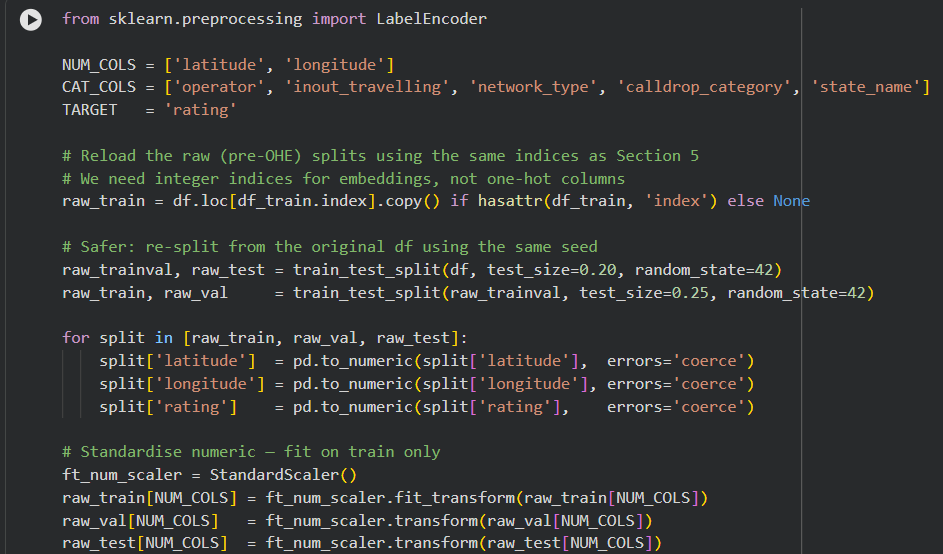 from sklearn.preprocessing import LabelEncoder
NUM_COLS = ['latitude', 'longitude']
CAT_COLS = ['operator', 'inout_travelling', 'network_type', 'calldrop_category', 'state_name']
TARGET   = 'rating'
# Reload the raw (pre-OHE) splits using the same indices as Section 5
# We need integer indices for embeddings, not one-hot columns
raw_train = df.loc[df_train.index].copy() if hasattr(df_train, 'index') else None
# Safer: re-split from the original df using the same seed
raw_trainval, raw_test = train_test_split(df, test_size=0.20, random_state=42)
raw_train, raw_val     = train_test_split(raw_trainval, test_size=0.25, random_state=42)
for split in [raw_train, raw_val, raw_test]:
    split['latitude']  = pd.to_numeric(split['latitude'],  errors='coerce')
    split['longitude'] = pd.to_numeric(split['longitude'], errors='coerce')
    split['rating']    = pd.to_numeric(split['rating'],    errors='coerce')
# Standardise numeric — fit on train only
ft_num_scaler = StandardScaler()
raw_train[NUM_COLS] = ft_num_scaler.fit_transform(raw_train[NUM_COLS])
raw_val[NUM_COLS]   = ft_num_scaler.transform(raw_val[NUM_COLS])
raw_test[NUM_COLS]  = ft_num_scaler.transform(raw_test[NUM_COLS])